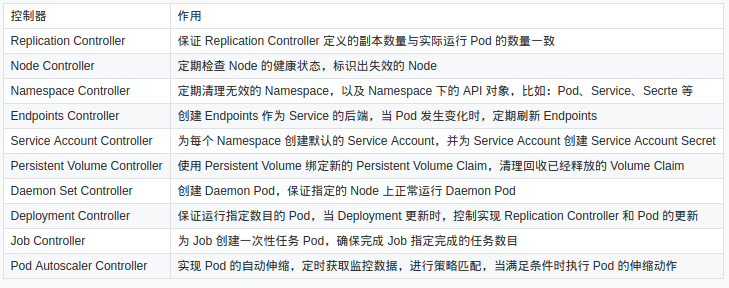 控制器 作用
Replication Controller 保证 Replication Controller 定义的副本数量与实际运行 Pod 的数量一致
Node Controller 定期检查 Node 的健康状态，标识出失效的 Node
Namespace Controller 定期清理无效的 Namespace，以及 Namespace 下的 API 对象，比如：Pod、Service、Secrte 等
Endpoints Controller 创建 Endpoints 作为 Service 的后端，当 Pod 发生变化时，定期刷新 Endpoints
Service Account Controller 为每个 Namespace 创建默认的 Service Account，并为 Service Account 创建 Service Account Secret
Persistent Volume Controller 使用 Persistent Volume 绑定新的 Persistent Volume Claim，清理回收已经释放的 Volume Claim
Daemon Set Controller 创建 Daemon Pod，保证指定的 Node 上正常运行 Daemon Pod
Deployment Controller 保证运行指定数目的 Pod，当 Deployment 更新时，控制实现 Replication Controller 和 Pod 的更新
Job Controller 为 Job 创建一次性任务 Pod，确保完成 Job 指定完成的任务数目
Pod Autoscaler Controller 实现 Pod 的自动伸缩，定时获取监控数据，进行策略匹配，当满足条件时执行 Pod 的伸缩动作